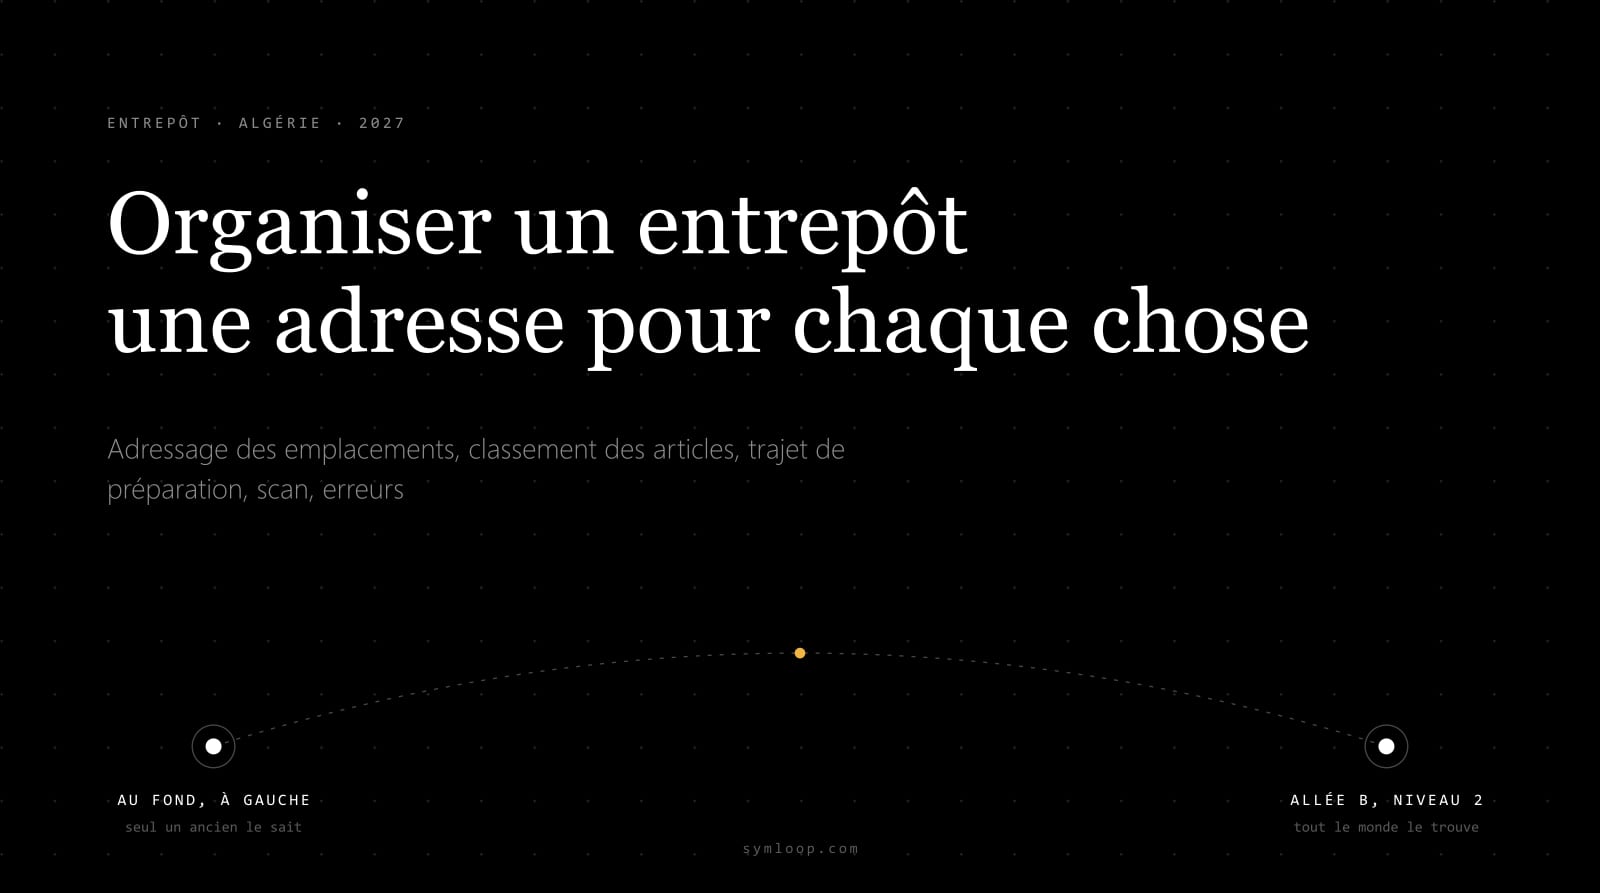 ENTREPÔT · ALGÉRIE · 2027
Organiser un entrepôt
une adresse pour chaque chose
Adressage des emplacements, classement des articles, trajet de
préparation, scan, erreurs
AU FOND, À GAUCHE
seul un ancien le sait
ALLÉE B, NIVEAU 2
tout le monde le trouve
symloop.com